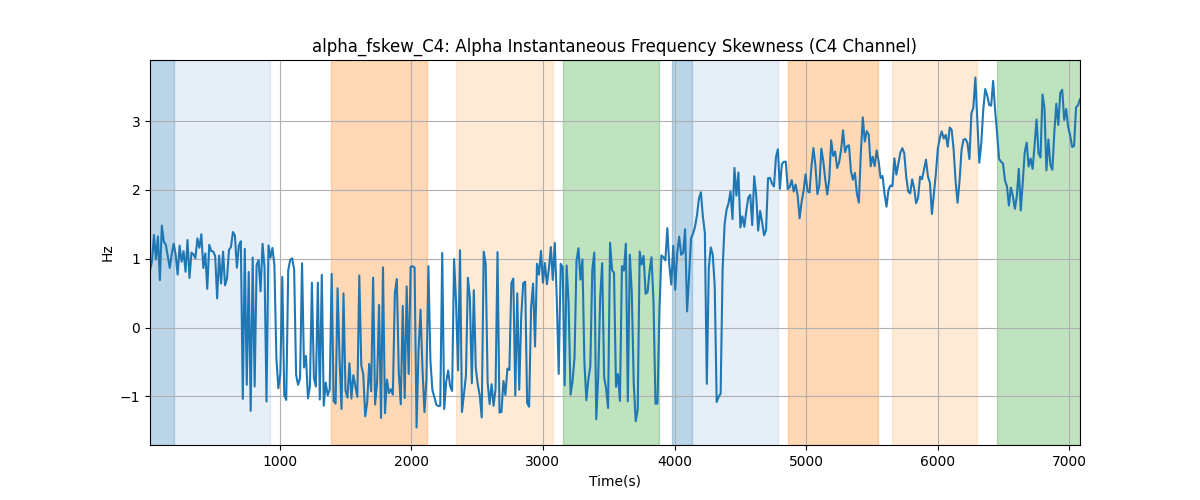 alpha_fskew_C4: Alpha Instantaneous Frequency Skewness (C4 Channel)
3
2
1
0
−1
Hz
1000 2000 3000 4000 5000 6000 7000
Time(s)